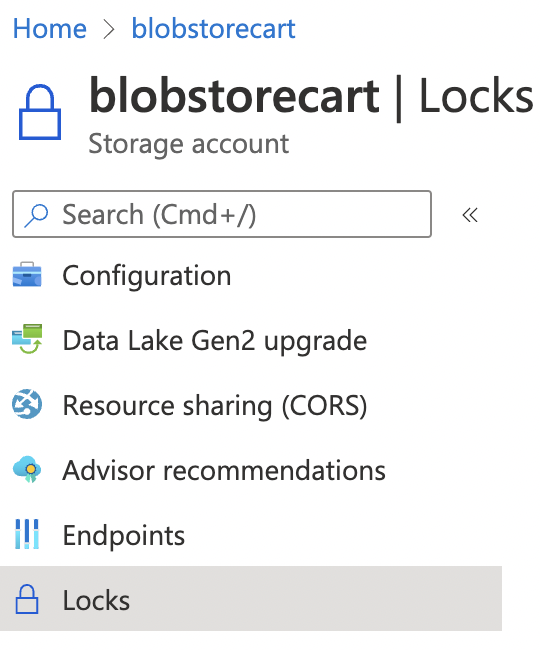 Home > blobstorecart
blobstorecart | Locks
Storage account
Search (Cmd+/)
«
Configuration
Data Lake Gen2 upgrade
Resource sharing (CORS)
Advisor recommendations
Endpoints
Locks